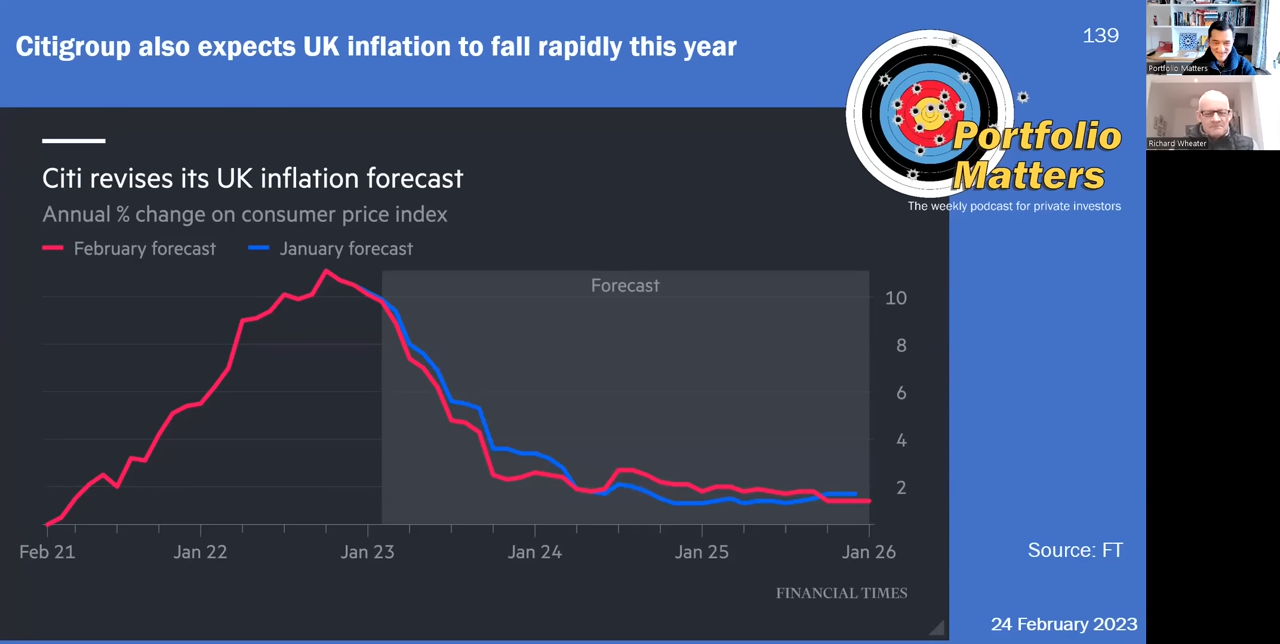 Citigroup also expects UK inflation to fall rapidly this year
139
Portfolio Matters
Richard Wheater
Portfolio
Matters
The weekly podcast for private investors
Citi revises its UK inflation forecast
Annual % change on consumer price index
February forecast
January forecast
Forecast
10
8
6
4
2
Feb 21
Jan 22
Jan 23
Jan 24
Jan 25
Jan 26
FINANCIAL TIMES
Source: FT
24 February 2023